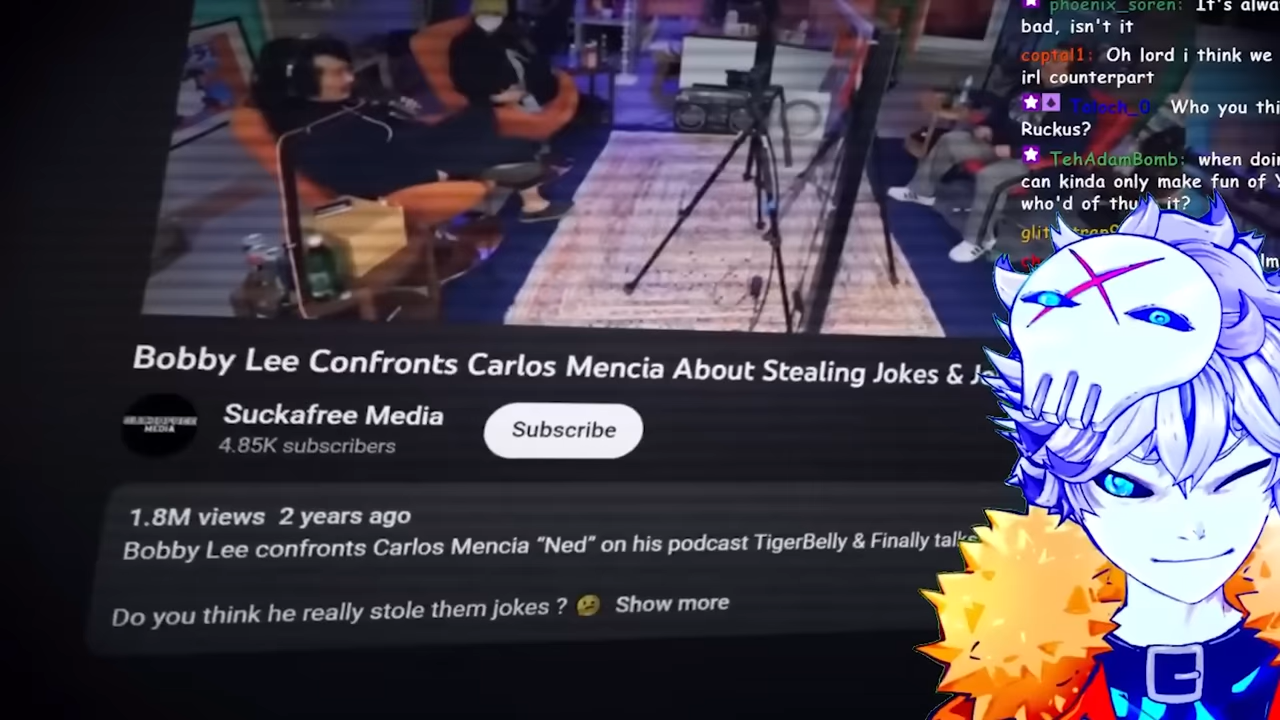 phoenix_soren: It's alwa
bad, isn't it
coptal1: Oh lord i think we
irl counterpart
Who you thi
Ruckus?
TehAdamBomb: when doin
can kinda only make fun of Y
who'd of it?
Bobby Lee Confronts Carlos Mencia About Stealing Jokes & J
Suckafree Media
4.85K subscribers
Subscribe
1.8M views 2 years ago
Bobby Lee confronts Carlos Mencia “Ned” on his podcast TigerBelly & Finally talks
Do you think he really stole them jokes ? 🤔 Show more